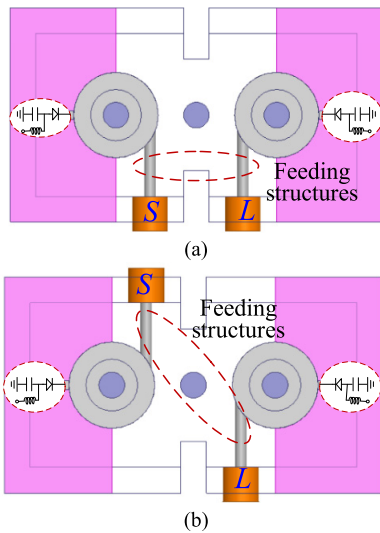 Feeding
structures
S
L
(a)
S
Feeding
structures
L
(b)